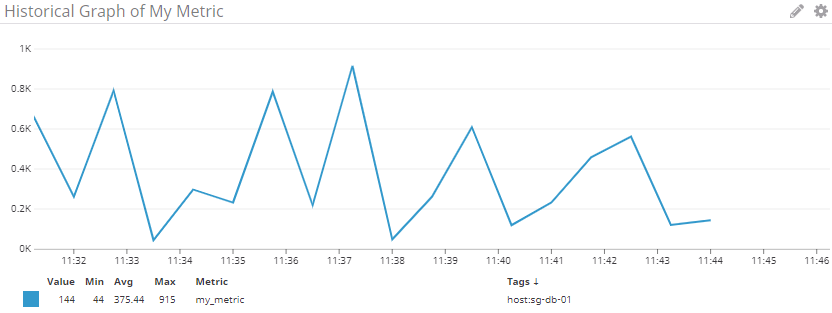 Historical Graph of My Metric
1K
0.8K
0.6K
0.4K
0.2K
0K
11:32 11:33 11:34 11:35 11:36 11:37 11:38 11:39 11:40 11:41 11:42 11:43 11:44 11:45 11:46
Value Min Avg Max Metric Tags ↓
144 44 375.44 915 my_metric host:sg-db-01